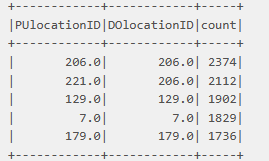 +------------+------------+-----+
|PUlocationID|DOlocationID|count|
+------------+------------+-----+
|       206.0|       206.0| 2374|
|       221.0|       206.0| 2112|
|       129.0|       129.0| 1902|
|         7.0|         7.0| 1829|
|       179.0|       179.0| 1736|
+------------+------------+-----+